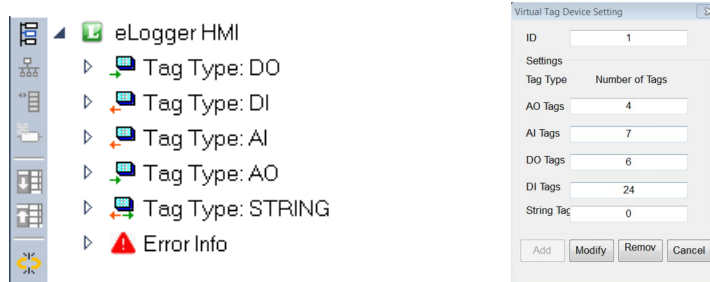 eLogger HMI
Tag Type: DO
Tag Type: DI
Tag Type: AI
Tag Type: AO
Tag Type: STRING
Error Info
Virtual Tag Device Setting
ID 1
Settings
Tag Type Number of Tags
AO Tags 4
AI Tags 7
DO Tags 6
DI Tags 24
String Tag 0
Add Modify Remov Cancel